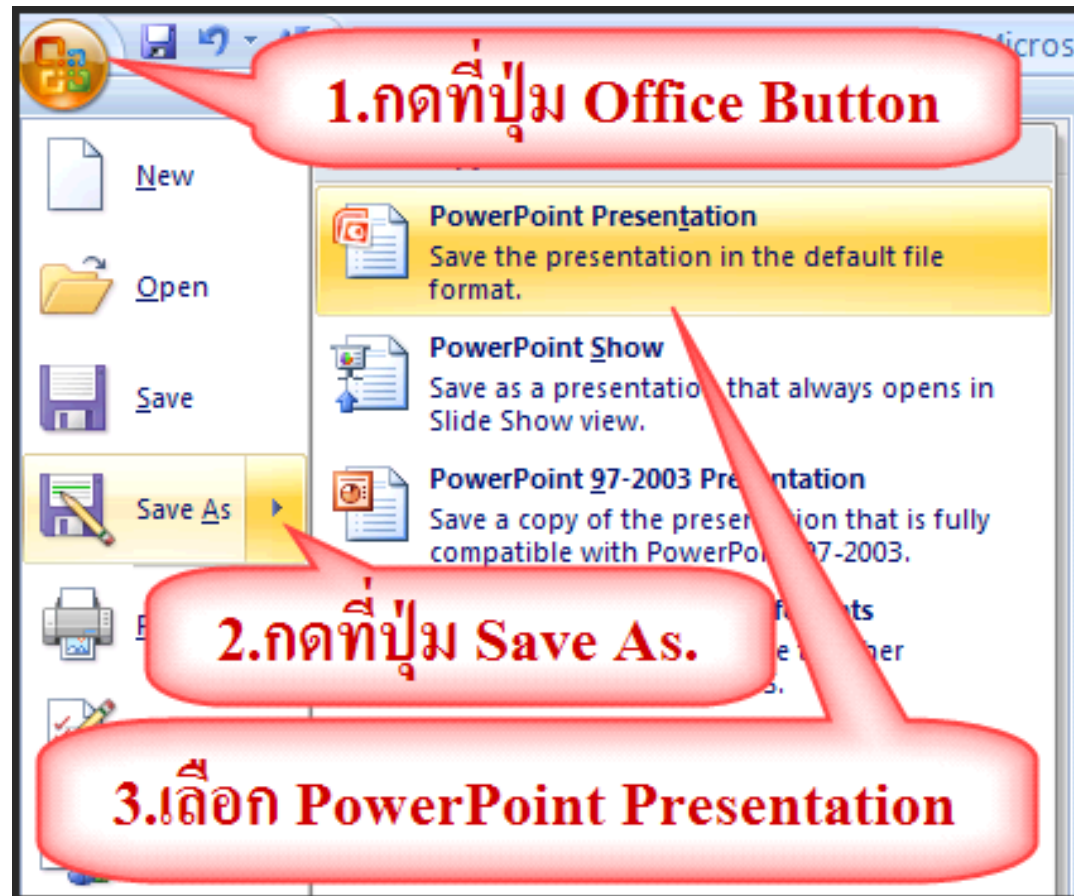 1.กดที่ปุ่ม Office Button
New
PowerPoint Presentation
Save the presentation in the default file
format.
Open
PowerPoint Show
Save as a presentation that always opens in
Slide Show view.
Save
PowerPoint 97-2003
Save a copy of the that is fully
compatible with 97-2003.
Save As
2.กดที่ปุ่ม Save As.
3.เลือก PowerPoint Presentation